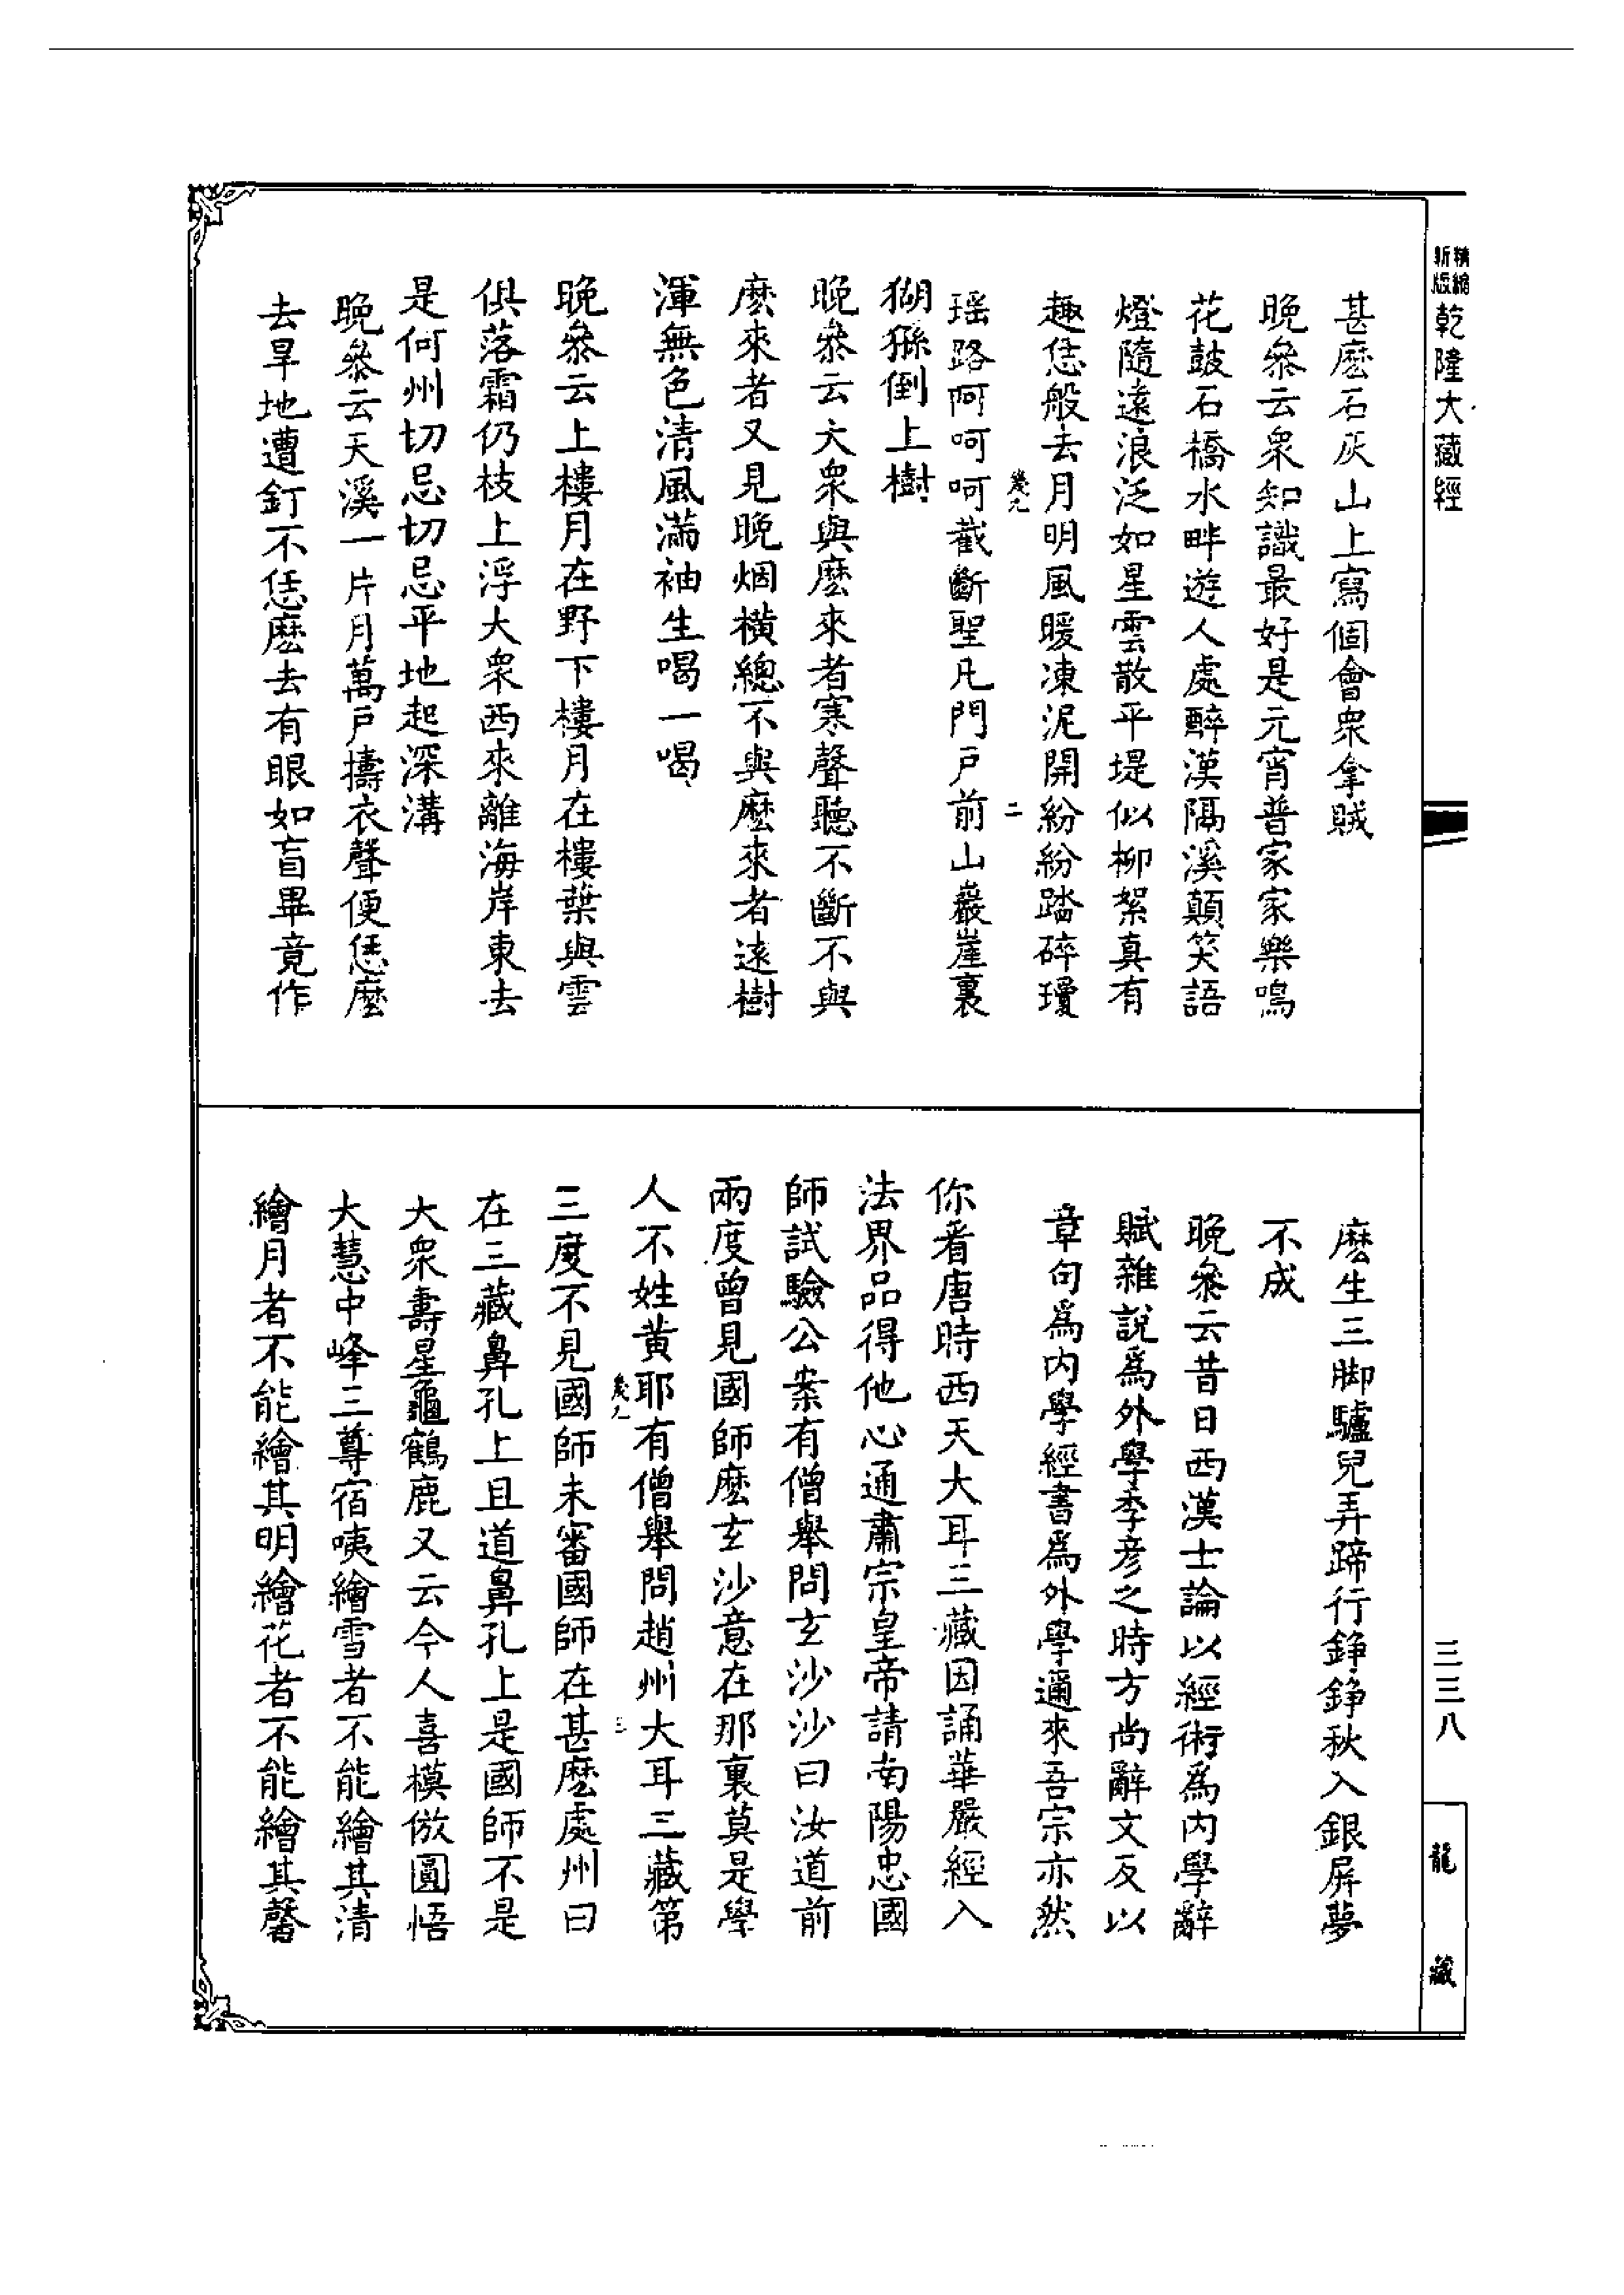 精縮
新版
乾隆大藏經
甚麽石灰山上寫個會衆拿賊
晚叅云衆知識最好是元宵普家家樂鳴
花鼓石橋水畔遊人處醉漢隔溪顛笑語
燈隨遠浪泛如星雲散平堤似柳絮真有
趣恁般去月明風暖凍泥開紛紛踏碎瓊
幾九
二
瑶路呵呵呵截斷聖凡門戶前山巖崖裏
猢猻倒上樹
晚叅云大衆與麽來者寒聲聽不斷不與
麽來者又見晚烟橫總不與麽來者遠樹
渾無色清風滿袖生喝一喝
晚叅云上樓月在野下樓月在樓葉與雲
俱落霜仍枝上浮大衆西來離海岸東去
是何州切忌切忌平地起深溝
晚叅云天溪一片月萬戶擣衣聲便恁麽
去旱地遭釘不恁麽去有眼如盲畢竟作
麽生三脚驢兒弄蹄行錚錚秋入銀屏夢
不成
晚叅云昔日西漢士論以經術爲內學辭
賦雜說爲外學李彥之時方尚辭文反以
章句爲内學經書爲外學邇來吾宗亦然
你看唐時西天大耳三藏因誦華嚴經入
法界品得他心通肅宗皇帝請南陽忠國
師試驗公案有僧舉問玄沙沙曰汝道前
兩度曾見國師麽玄沙意在那裏莫是學
人不姓黄耶有僧舉問趙州大耳三藏第
幾九
三
三度不見國師未審國師在甚麽處州曰
在三藏鼻孔上且道鼻孔上是國師不是
大衆壽星龜鶴鹿又云今人喜模倣圓悟
大慧中峰三尊宿咦繪雪者不能繪其清
繪月者不能繪其明繪花者不能繪其馨
三三八
龍藏